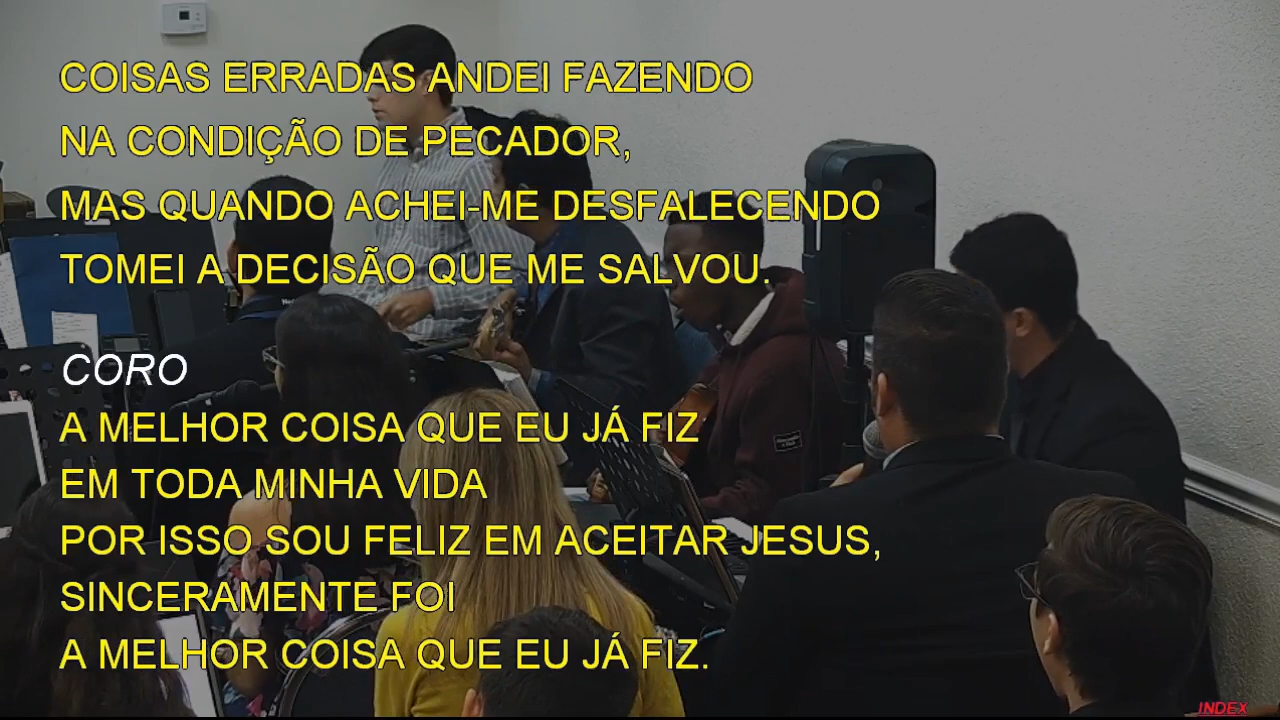 COISAS ERRADAS ANDEI FAZENDO
NA CONDIÇÃO DE PECADOR,
MAS QUANDO ACHEI-ME DESFALECENDO
TOMEI A DECISÃO QUE ME SALVOU.
CORO
A MELHOR COISA QUE EU JÁ FIZ
EM TODA MINHA VIDA
POR ISSO SOU FELIZ EM ACEITAR JESUS,
SINCERAMENTE FOI
A MELHOR COISA QUE EU JÁ FIZ.
INDEX